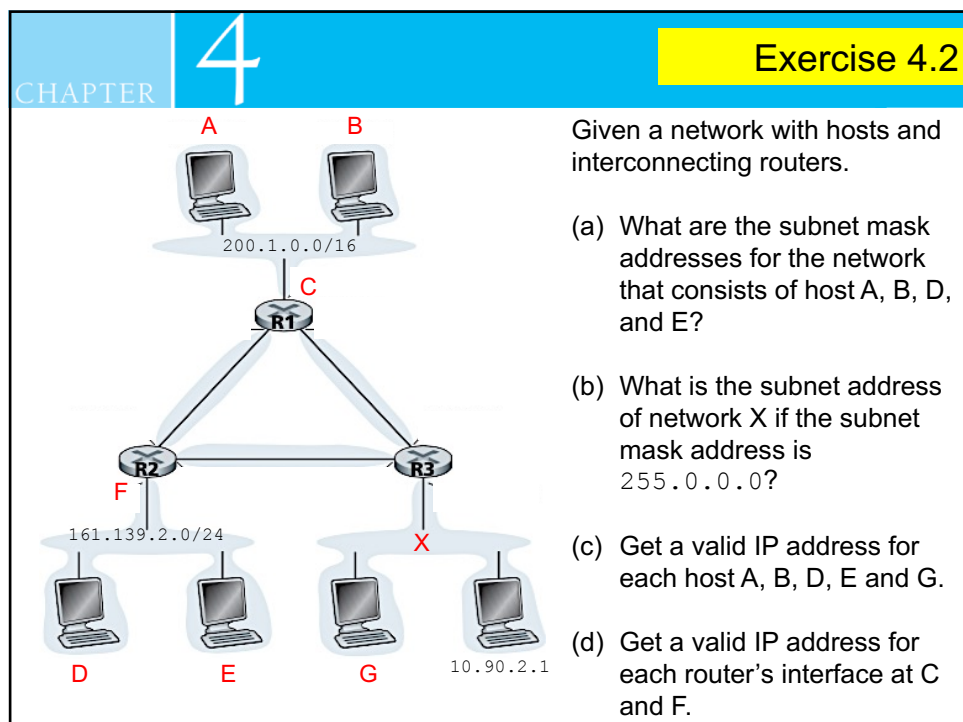 CHAPTER 4
Exercise 4.2
A B
200.1.0.0/16
C
R1
R2 R3
F
161.139.2.0/24 X
D E G 10.90.2.1
Given a network with hosts and
interconnecting routers.
(a) What are the subnet mask
addresses for the network
that consists of host A, B, D,
and E?
(b) What is the subnet address
of network X if the subnet
mask address is
255.0.0.0?
(c) Get a valid IP address for
each host A, B, D, E and G.
(d) Get a valid IP address for
each router's interface at C
and F.